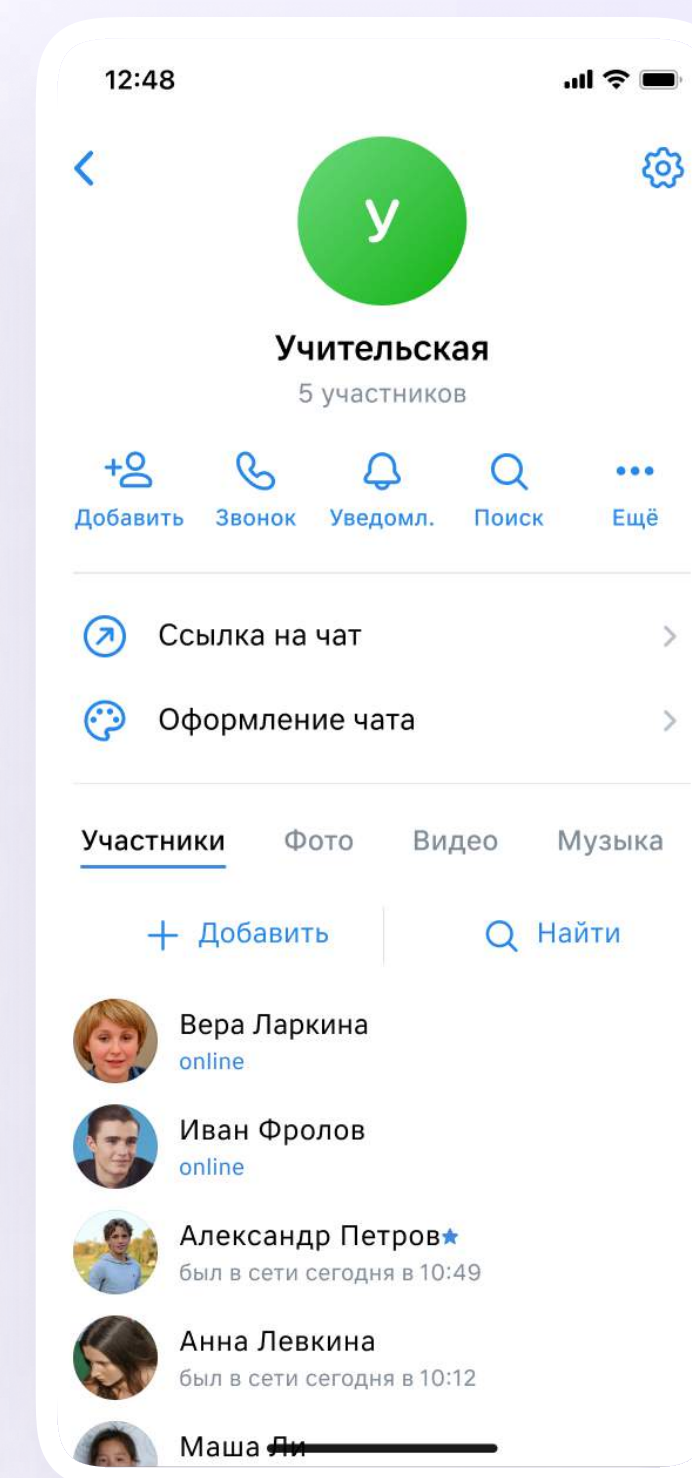 12:48
У
Учительская
5 участников
Добавить Звонок Уведомл. Поиск Ещё
Ссылка на чат
Оформление чата
Участники Фото Видео Музыка
Добавить Найти
Вера Ларкина
online
Иван Фролов
online
Александр Петров
был в сети сегодня в 10:49
Анна Левкина
был в сети сегодня в 10:12
Маша Ли